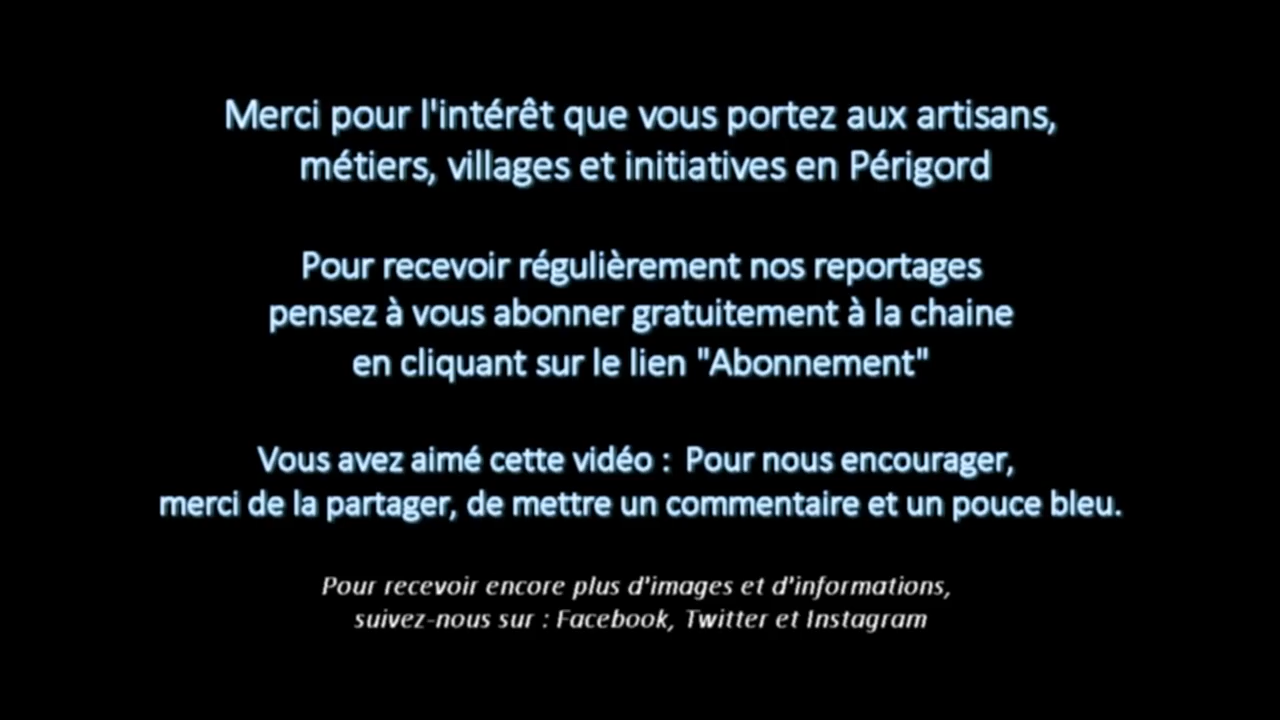 Merci pour l'intérêt que vous portez aux artisans,
métiers, villages et initiatives en Périgord
Pour recevoir régulièrement nos reportages
pensez à vous abonner gratuitement à la chaine
en cliquant sur le lien "Abonnement"
Vous avez aimé cette vidéo : Pour nous encourager,
merci de la partager, de mettre un commentaire et un pouce bleu.
Pour recevoir encore plus d'images et d'informations,
suivez-nous sur : Facebook, Twitter et Instagram